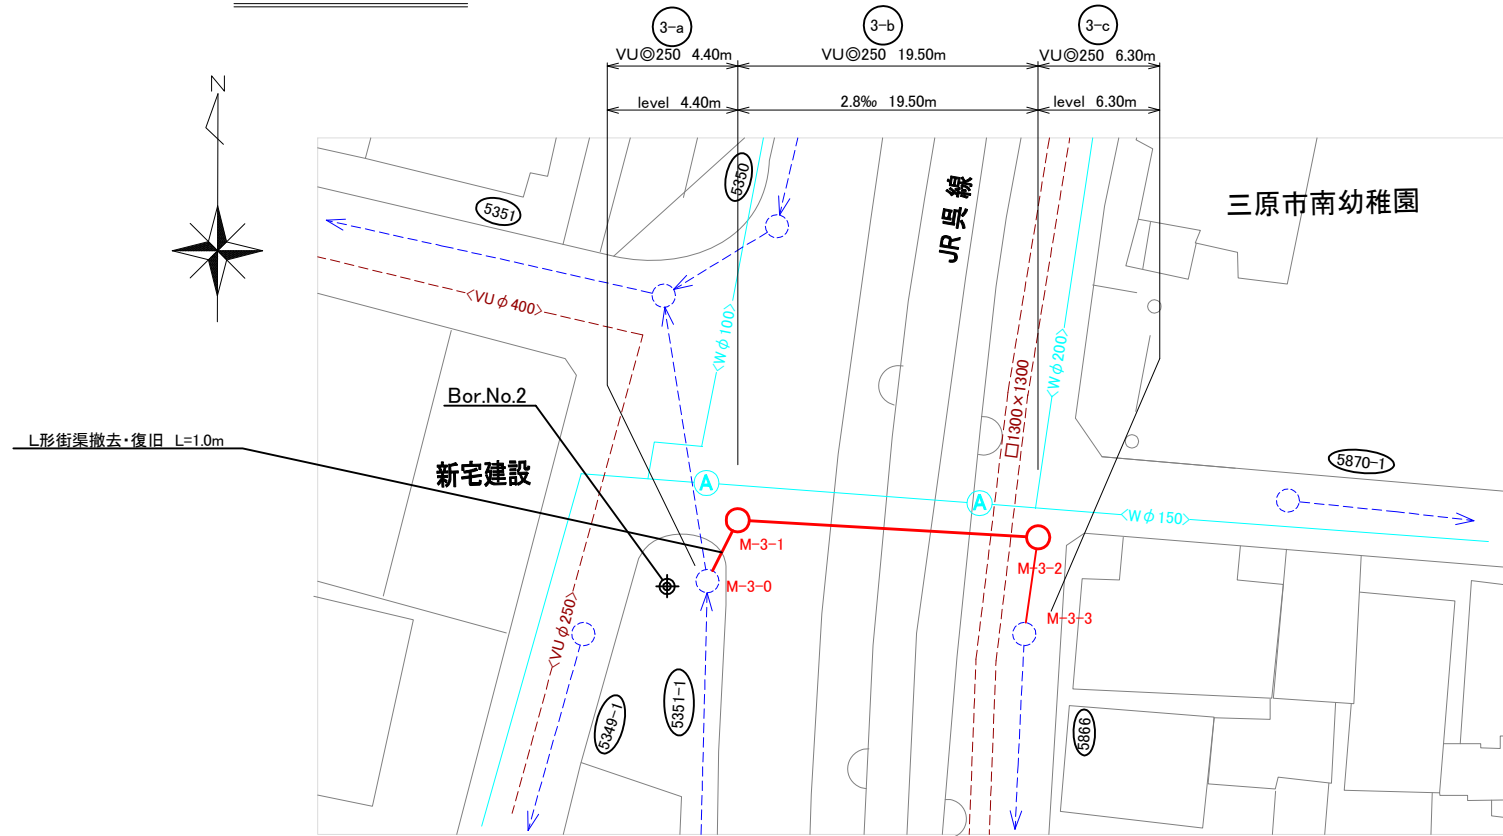 3-a
3-b
3-c
VU◎250 4.40m
VU◎250 19.50m
VU◎250 6.30m
level 4.40m
2.8‰ 19.50m
level 6.30m
N
5350
5351
JR呉線
三原市南幼稚園
<VUφ400>
<Wφ100>
<Wφ200>
□1300×1300
Bor.No.2
L形街渠撤去・復旧 L=1.0m
新宅建設
5870-1
A
A
<Wφ150>
M-3-1
M-3-2
M-3-0
M-3-3
<VUφ250>
5349-1
5351-1
5866